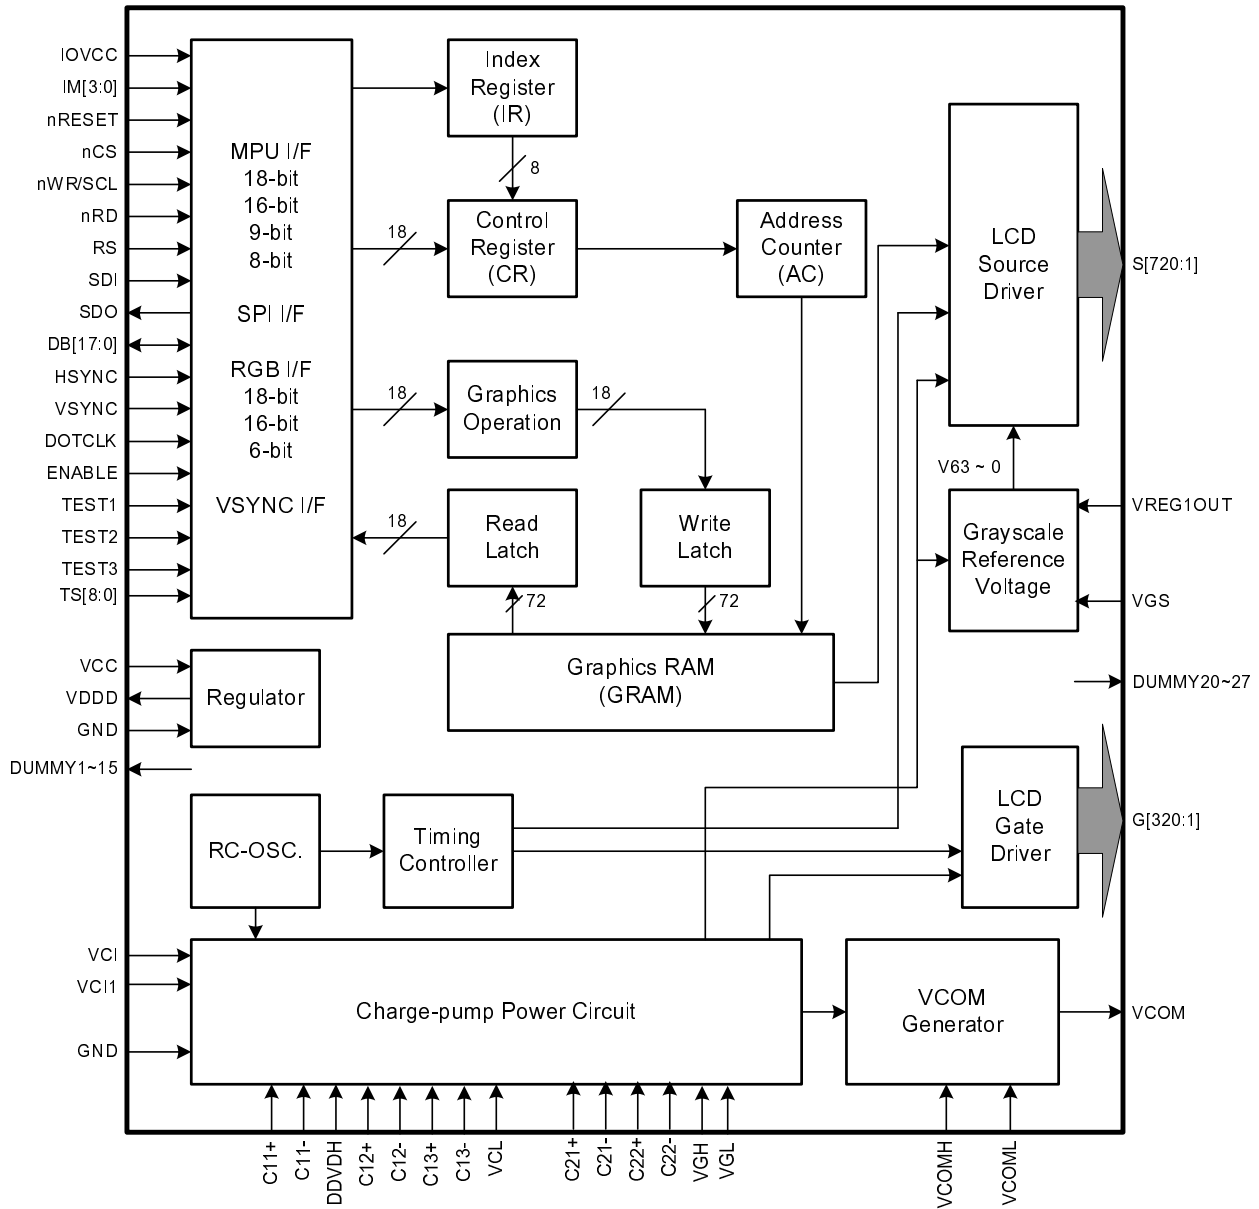 IOVCC
IM[3:0]
nRESET
nCS
nWR/SCL
nRD
RS
SDI
SDO
DB[17:0]
HSYNC
VSYNC
DOTCLK
ENABLE
TEST1
TEST2
TEST3
TS[8:0]
MPU I/F
18-bit
16-bit
9-bit
8-bit
SPI I/F
RGB I/F
18-bit
16-bit
6-bit
VSYNC I/F
Index
Register
(IR)
8
18
Control
Register
(CR)
Address
Counter
(AC)
LCD
Source
Driver
S[720:1]
18
Graphics
Operation
18
V63 ~ 0
18
Read
Latch
Write
Latch
Grayscale
Reference
Voltage
VREG1OUT
VGS
72
72
Graphics RAM
(GRAM)
DUMMY20~27
VCC
VDDD
GND
Regulator
DUMMY1~15
RC-OSC.
Timing
Controller
LCD
Gate
Driver
G[320:1]
VCI
VCI1
GND
Charge-pump Power Circuit
VCOM
Generator
VCOM
C11+
C11-
DDVDH
C12+
C12-
C13+
C13-
VCL
C21+
C21-
C22+
C22-
VGH
VGL
VCOMH
VCOML